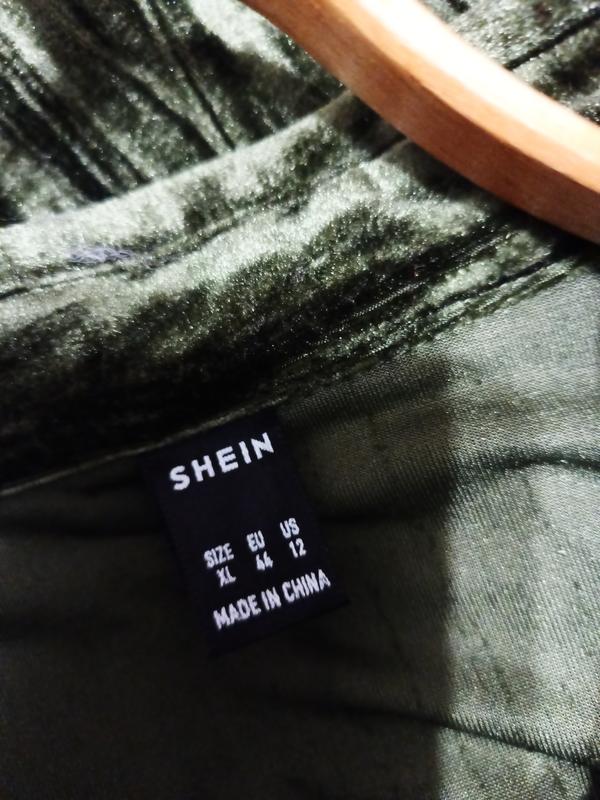 SHEIN
SIZE EU US
XL 44 12
MADE IN CHINA